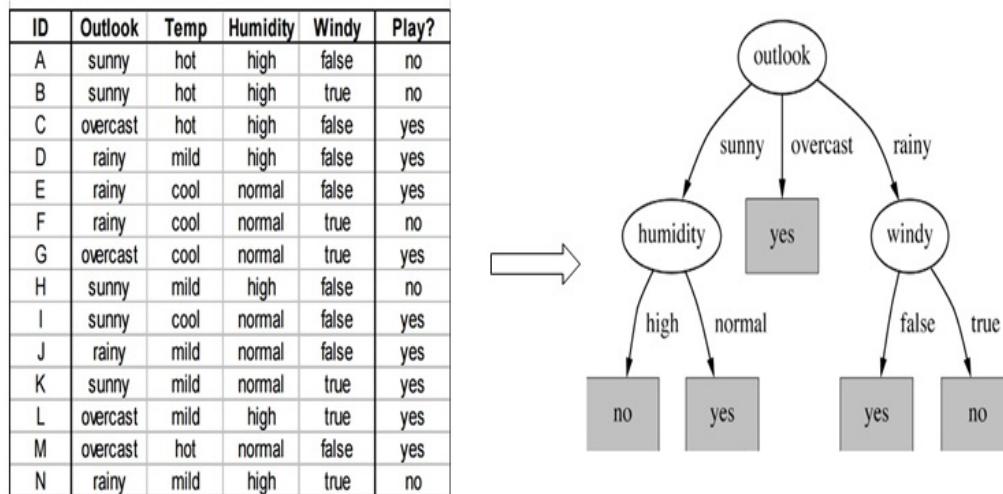 ID Outlook Temp Humidity Windy Play?
A sunny hot high false no
B sunny hot high true no
C overcast hot high false yes
D rainy mild high false yes
E rainy cool normal false yes
F rainy cool normal true no
G overcast cool normal true yes
H sunny mild high false no
I sunny cool normal false yes
J rainy mild normal false yes
K sunny mild normal true yes
L overcast mild high true yes
M overcast hot normal false yes
N rainy mild high true no
outlook
sunny overcast rainy
humidity yes windy
high normal false true
no yes yes no